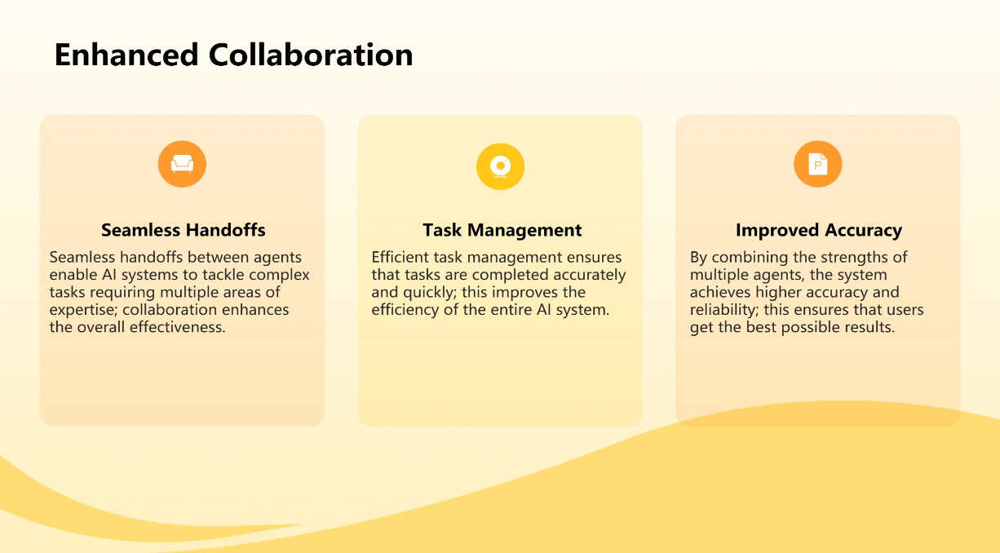 Enhanced Collaboration
Seamless Handoffs
Seamless handoffs between agents
enable AI systems to tackle complex
tasks requiring multiple areas of
expertise; collaboration enhances
the overall effectiveness.
Task Management
Efficient task management ensures
that tasks are completed accurately
and quickly; this improves the
efficiency of the entire AI system.
P
Improved Accuracy
By combining the strengths of
multiple agents, the system
achieves higher accuracy and
reliability; this ensures that users
get the best possible results.